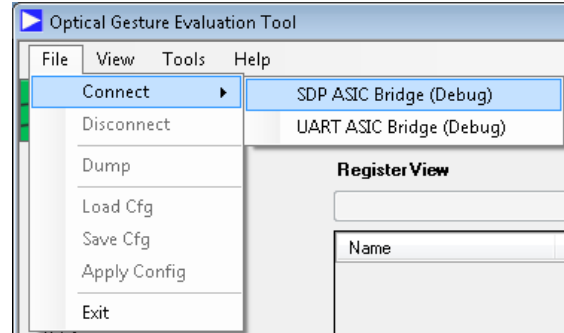 Optical Gesture Evaluation Tool
File View Tools Help
Connect SDP ASIC Bridge (Debug)
Disconnect UART ASIC Bridge (Debug)
Dump Register View
Load Cfg
Save Cfg Name
Apply Config
Exit